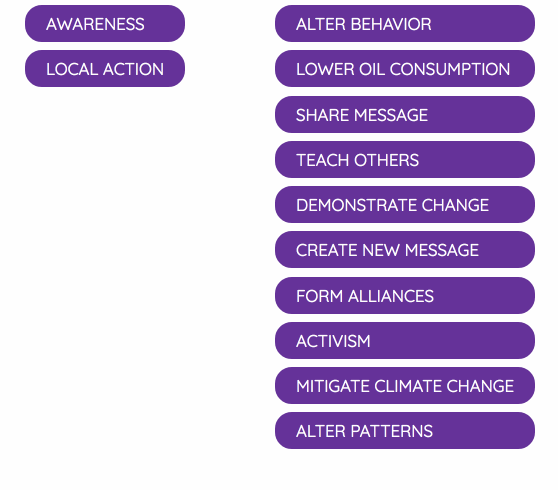 AWARENESS
LOCAL ACTION
ALTER BEHAVIOR
LOWER OIL CONSUMPTION
SHARE MESSAGE
TEACH OTHERS
DEMONSTRATE CHANGE
CREATE NEW MESSAGE
FORM ALLIANCES
ACTIVISM
MITIGATE CLIMATE CHANGE
ALTER PATTERNS